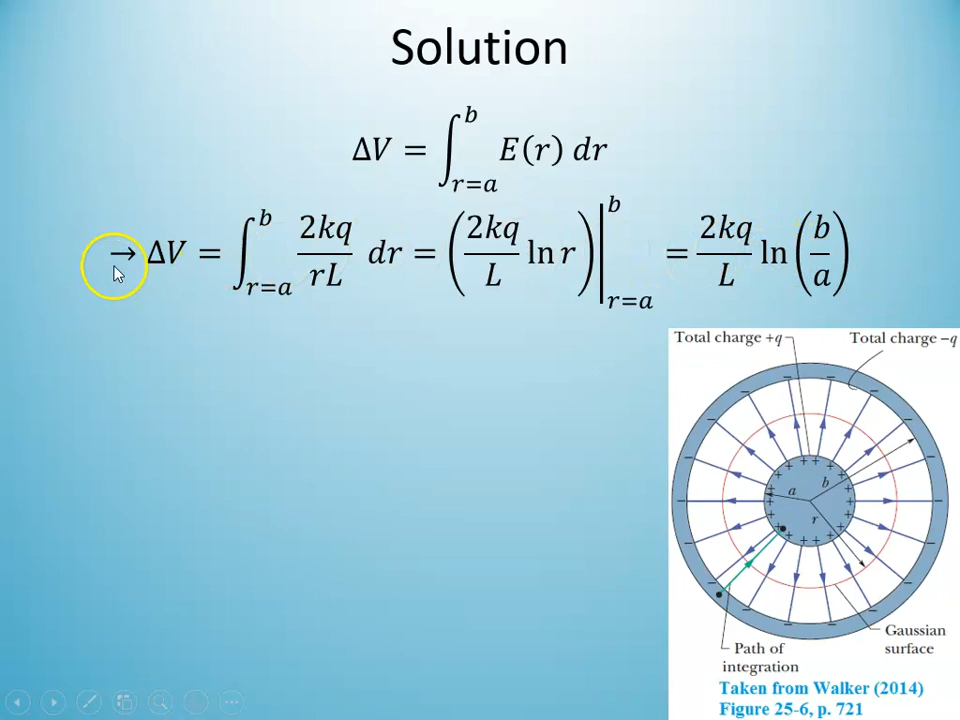 Solution
ΔV = ∫_{r=a}^{b} E(r) dr
→ ΔV = ∫_{r=a}^{b} 2kq/rL dr = (2kq/L ln r)|_{r=a}^{b} = 2kq/L ln(b/a)
Total charge +q
Total charge −q
b
a
r
Gaussian
surface
Path of
integration
Taken from Walker (2014)
Figure 25-6, p. 721